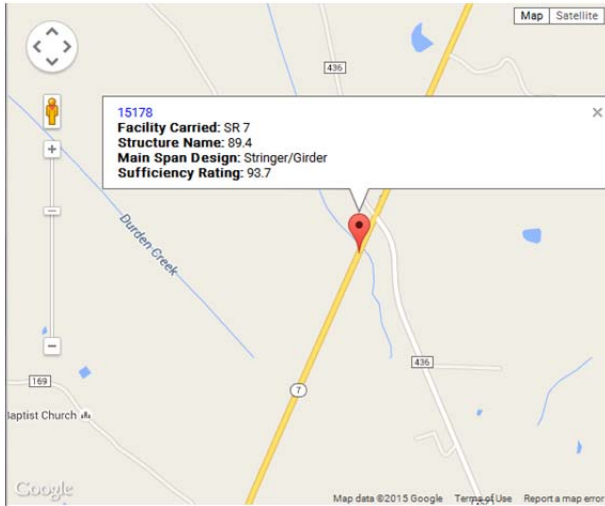 Map Satellite
436
15178
Facility Carried: SR 7
Structure Name: 89.4
Main Span Design: Stringer/Girder
Sufficiency Rating: 93.7
Durden Creek
436
169
7
Baptist Church
Google
Map data ©2015 Google Terms of Use Report a map error